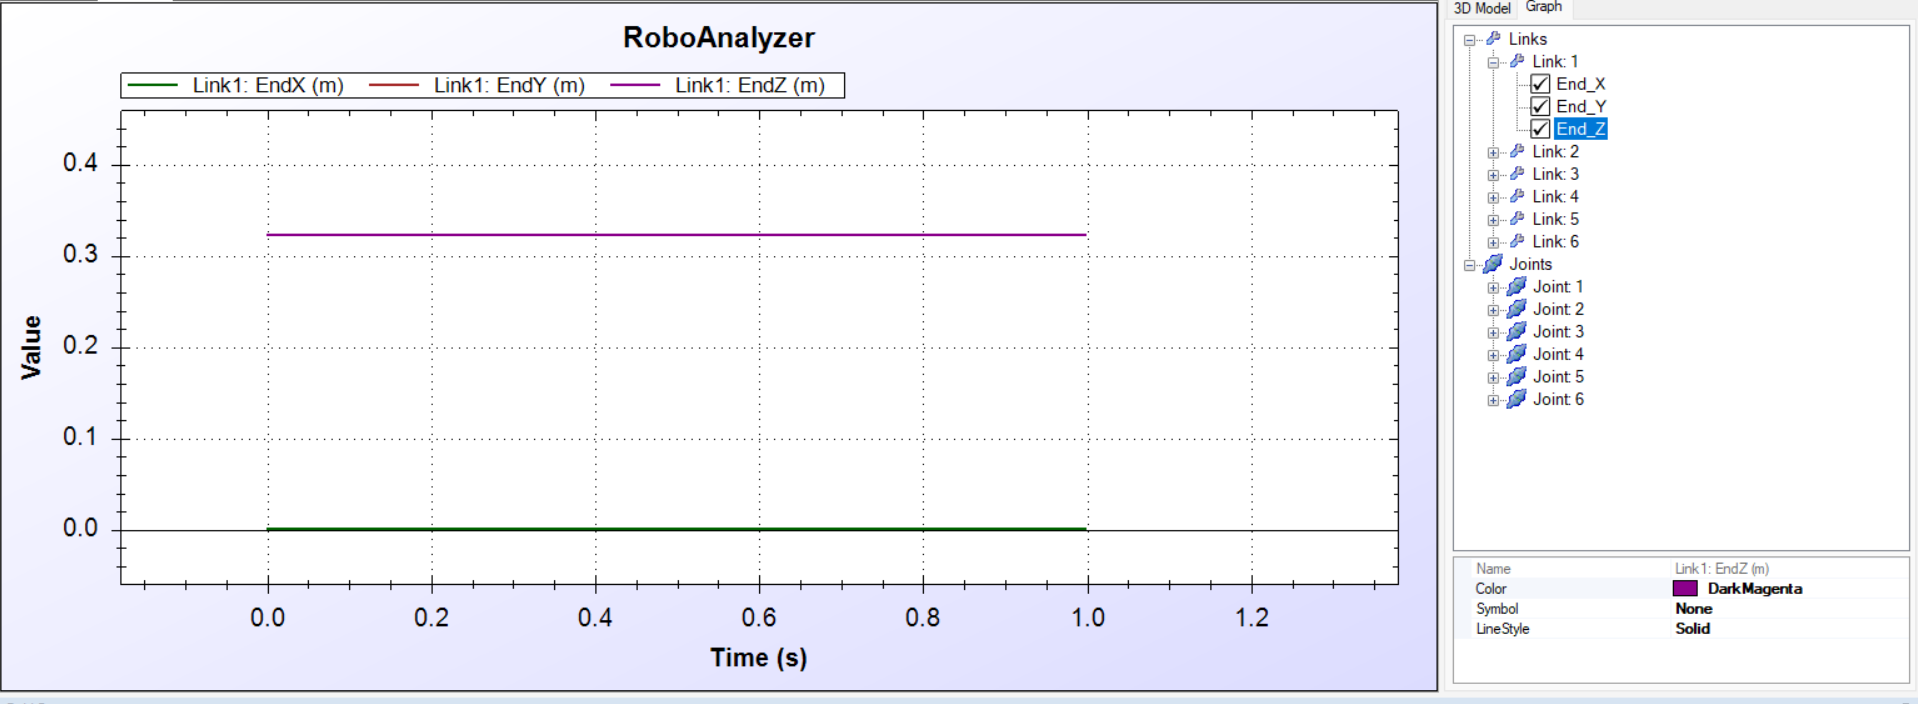 RoboAnalyzer
Link1: EndX (m) Link1: EndY (m) Link1: EndZ (m)
Value
0.4
0.3
0.2
0.1
0.0
0.0 0.2 0.4 0.6 0.8 1.0 1.2
Time (s)
3D Model Graph
Links
Link: 1
End_X
End_Y
End_Z
Link: 2
Link: 3
Link: 4
Link: 5
Link: 6
Joints
Joint: 1
Joint: 2
Joint: 3
Joint: 4
Joint: 5
Joint: 6
Name Link1: EndZ (m)
Color DarkMagenta
Symbol None
LineStyle Solid